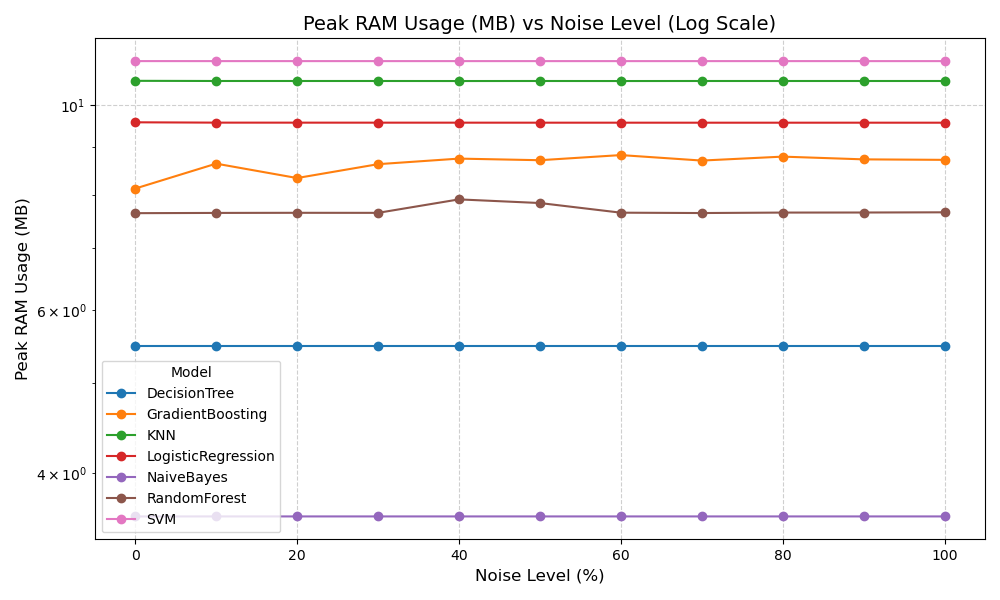 Peak RAM Usage (MB) vs Noise Level (Log Scale)
Peak RAM Usage (MB)
10¹
6 × 10⁰
4 × 10⁰
Model
DecisionTree
GradientBoosting
KNN
LogisticRegression
NaiveBayes
RandomForest
SVM
0 20 40 60 80 100
Noise Level (%)